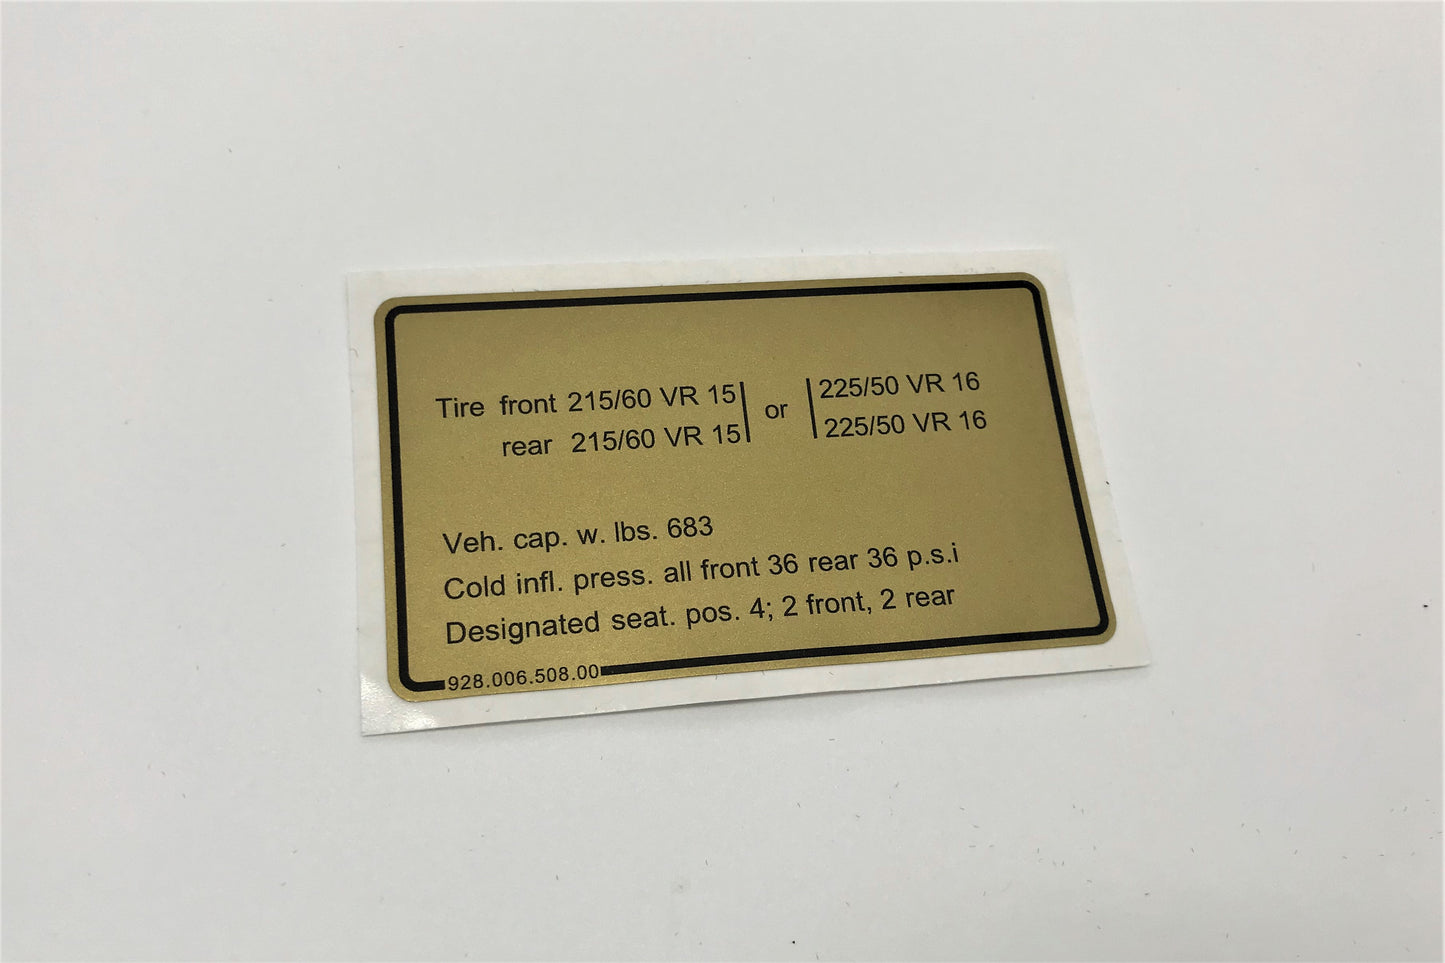 Tire front 215/60 VR 15 or 225/50 VR 16
rear 215/60 VR 15 225/50 VR 16
Veh. cap. w. lbs. 683
Cold infl. press. all front 36 rear 36 p.s.i
Designated seat. pos. 4; 2 front, 2 rear
928.006.508.00